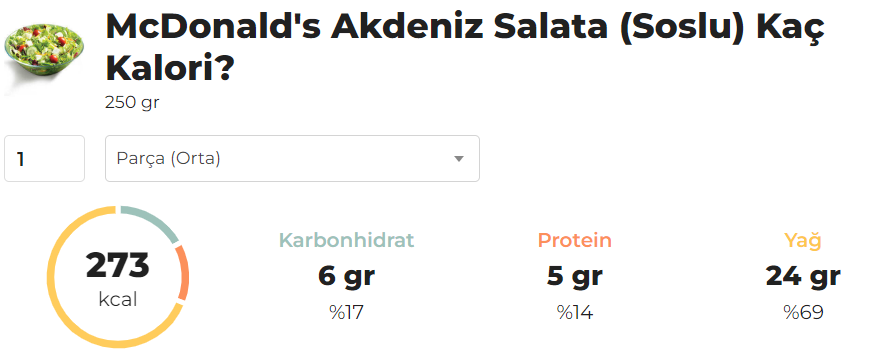 McDonald's Akdeniz Salata (Soslu) Kaç
Kalori?
250 gr
1
Parça (Orta)
273
kcal
Karbonhidrat
6 gr
%17
Protein
5 gr
%14
Yağ
24 gr
%69